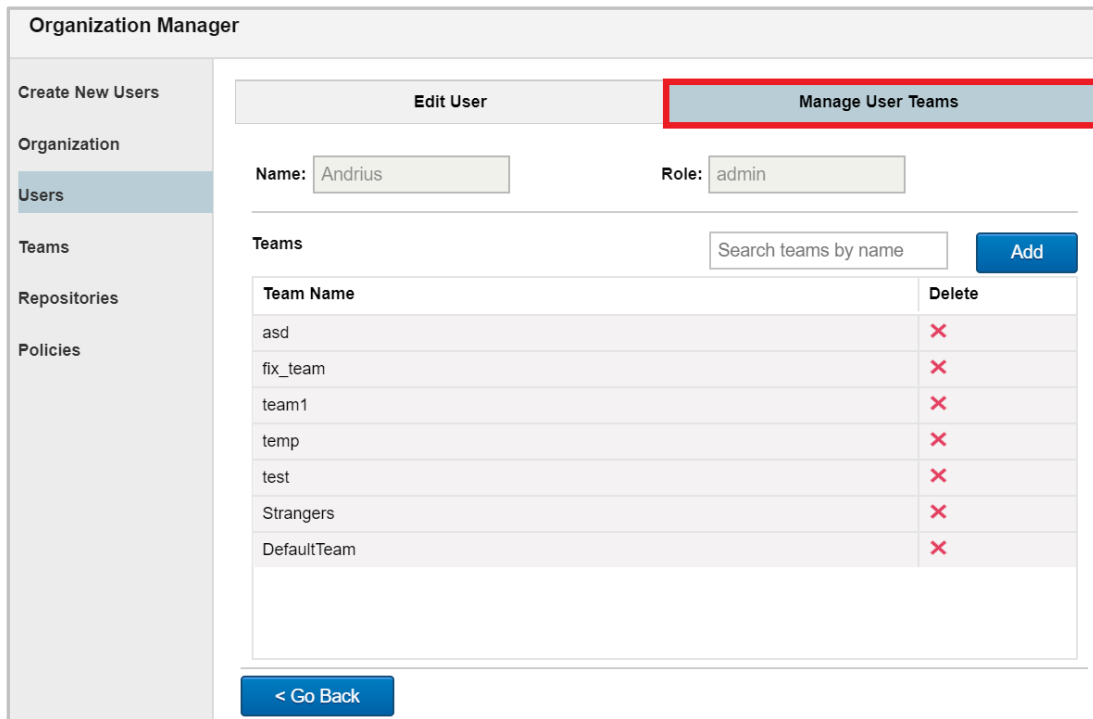 Organization Manager
Create New Users
Organization
Users
Teams
Repositories
Policies
Edit User
Manage User Teams
Name: Andrius
Role: admin
Teams
Search teams by name
Add
Team Name
Delete
asd
fix_team
team1
temp
test
Strangers
DefaultTeam
< Go Back